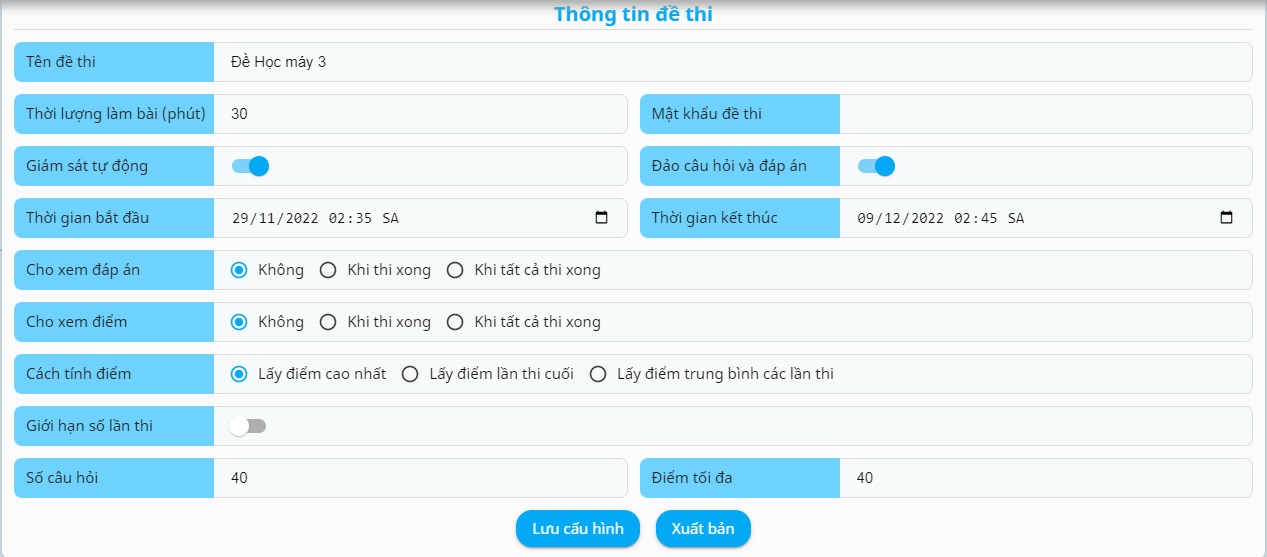 Thông tin đề thi
Tên đề thi Đề Học máy 3
Thời lượng làm bài (phút) 30 Mật khẩu đề thi
Giám sát tự động Đảo câu hỏi và đáp án
Thời gian bắt đầu 29/11/2022 02:35 SA Thời gian kết thúc 09/12/2022 02:45 SA
Cho xem đáp án Không Khi thi xong Khi tất cả thi xong
Cho xem điểm Không Khi thi xong Khi tất cả thi xong
Cách tính điểm Lấy điểm cao nhất Lấy điểm lần thi cuối Lấy điểm trung bình các lần thi
Giới hạn số lần thi
Số câu hỏi 40 Điểm tối đa 40
Lưu cấu hình Xuất bản